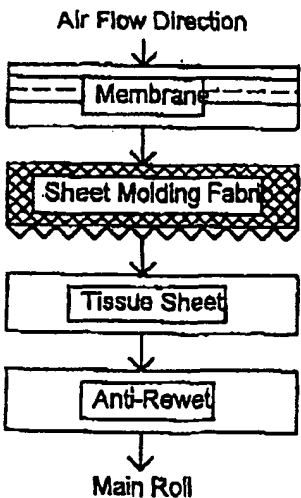 Air Flow Direction
Membrane
Sheet Molding Fabri
Tissue Sheet
Anti-Rewet
Main Roll